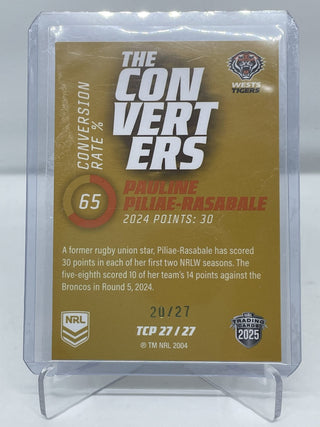 THE
CON
VERT
ERS
CONVERSION
RATE %
WESTS
TIGERS
65
PAULINE
PILIAE-RASABALE
2024 POINTS: 30
A former rugby union star, Piliae-Rasabale has scored
30 points in each of her first two NRLW seasons. The
five-eighth scored 10 of her team's 14 points against the
Broncos in Round 5, 2024.
20/27
NRL
TCP 27 / 27
℗ TM NRL 2004
TRADING
CARDS
2025